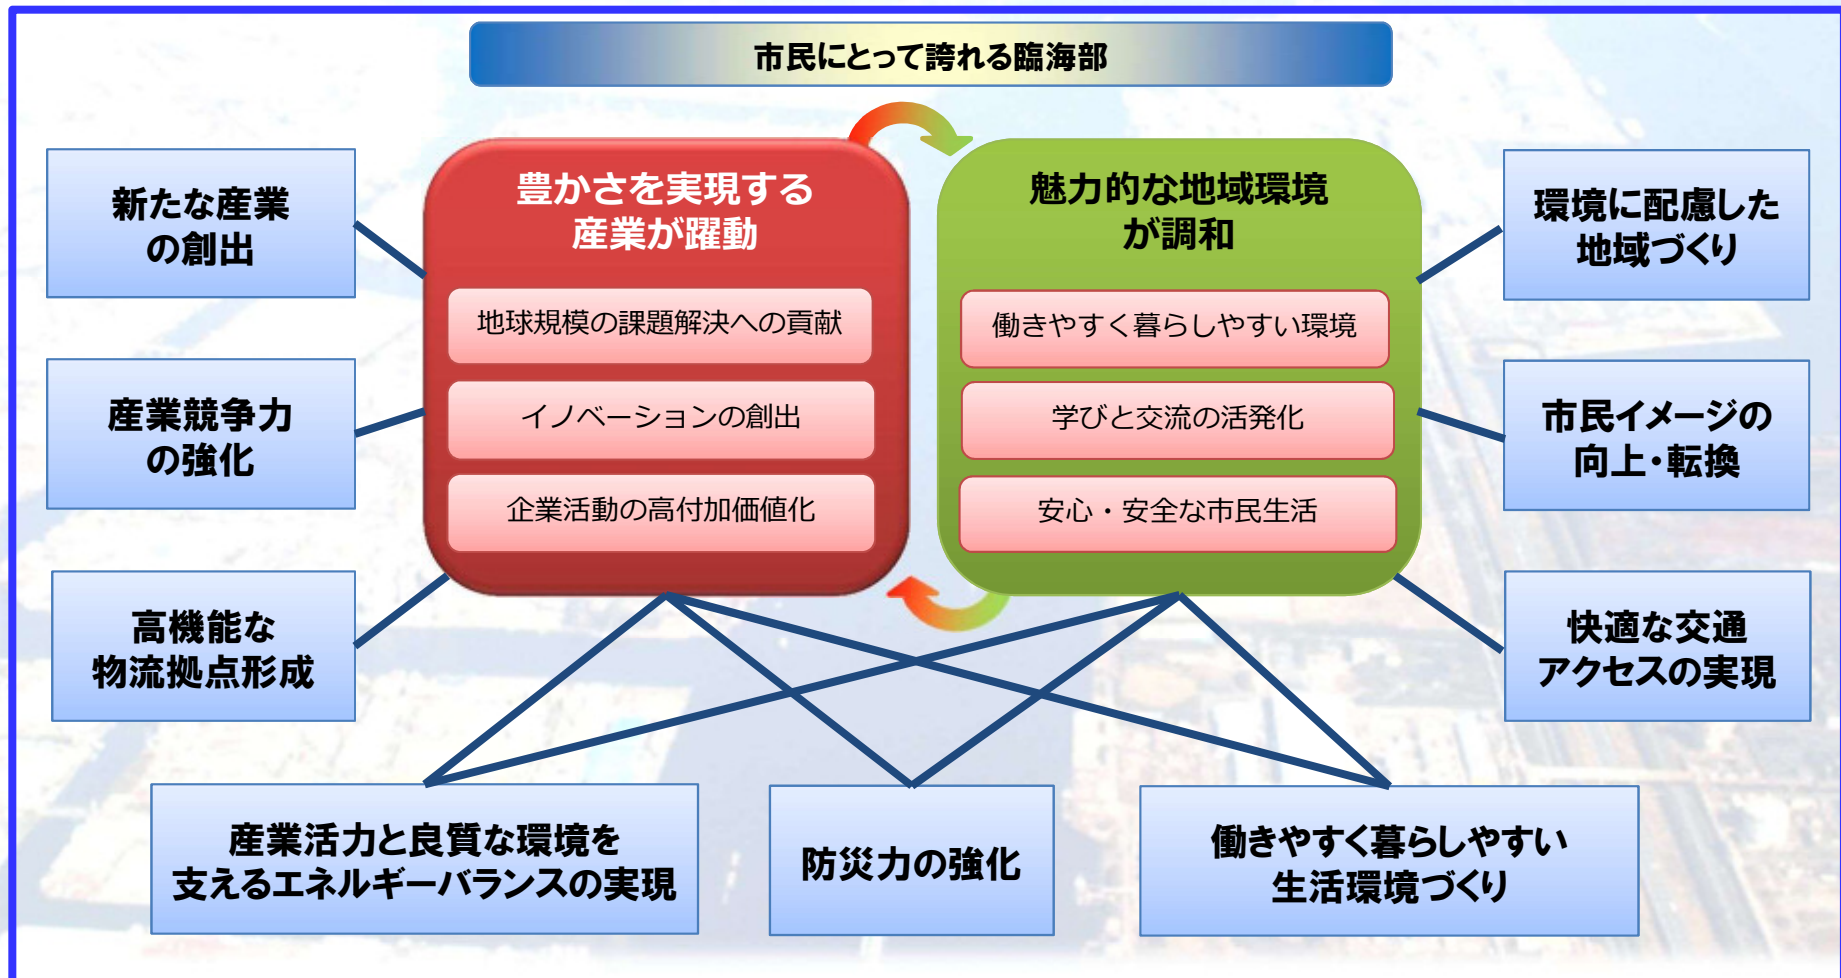 市民にとって誇れる臨海部
豊かさを実現する
産業が躍動
地球規模の課題解決への貢献
イノベーションの創出
企業活動の高付加価値化
魅力的な地域環境
が調和
働きやすく暮らしやすい環境
学びと交流の活発化
安心・安全な市民生活
新たな産業
の創出
産業競争力
の強化
高機能な
物流拠点形成
環境に配慮した
地域づくり
市民イメージの
向上・転換
快適な交通
アクセスの実現
産業活力と良質な環境を
支えるエネルギーバランスの実現
防災力の強化
働きやすく暮らしやすい
生活環境づくり